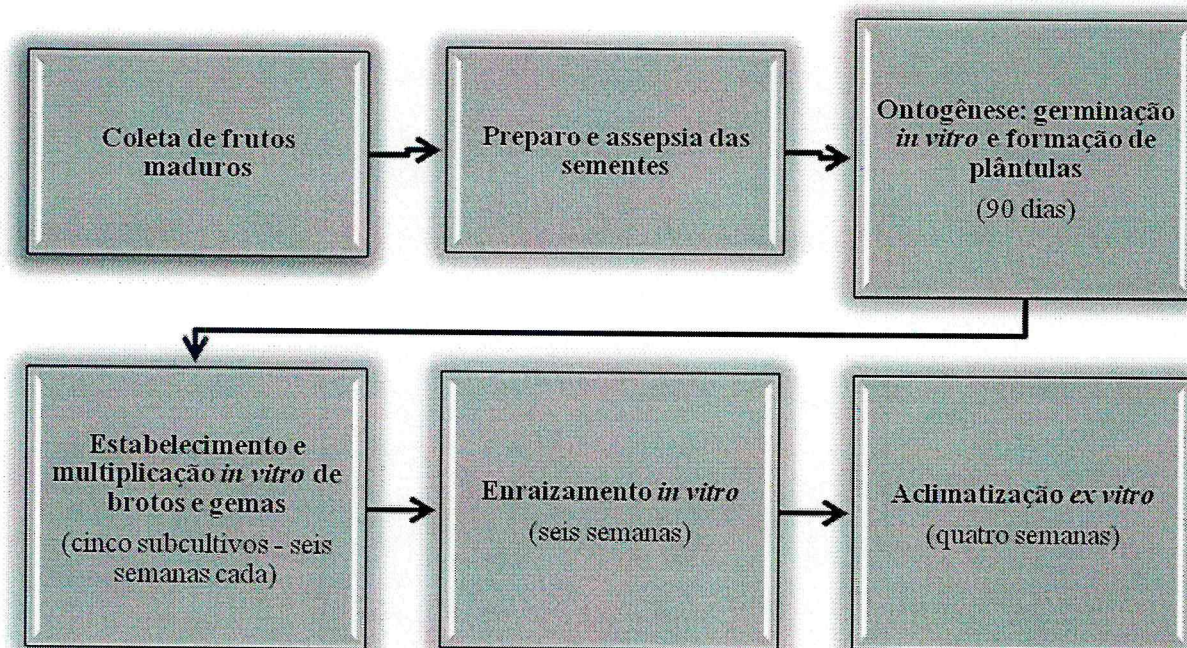 Coleta de frutos
maduros
Preparo e assepsia das
sementes
Ontogênese: germinação
in vitro e formação de
plântulas
(90 dias)
Estabelecimento e
multiplicação in vitro de
brotos e gemas
(cinco subcultivos - seis
semanas cada)
Enraizamento in vitro
(seis semanas)
Aclimatização ex vitro
(quatro semanas)